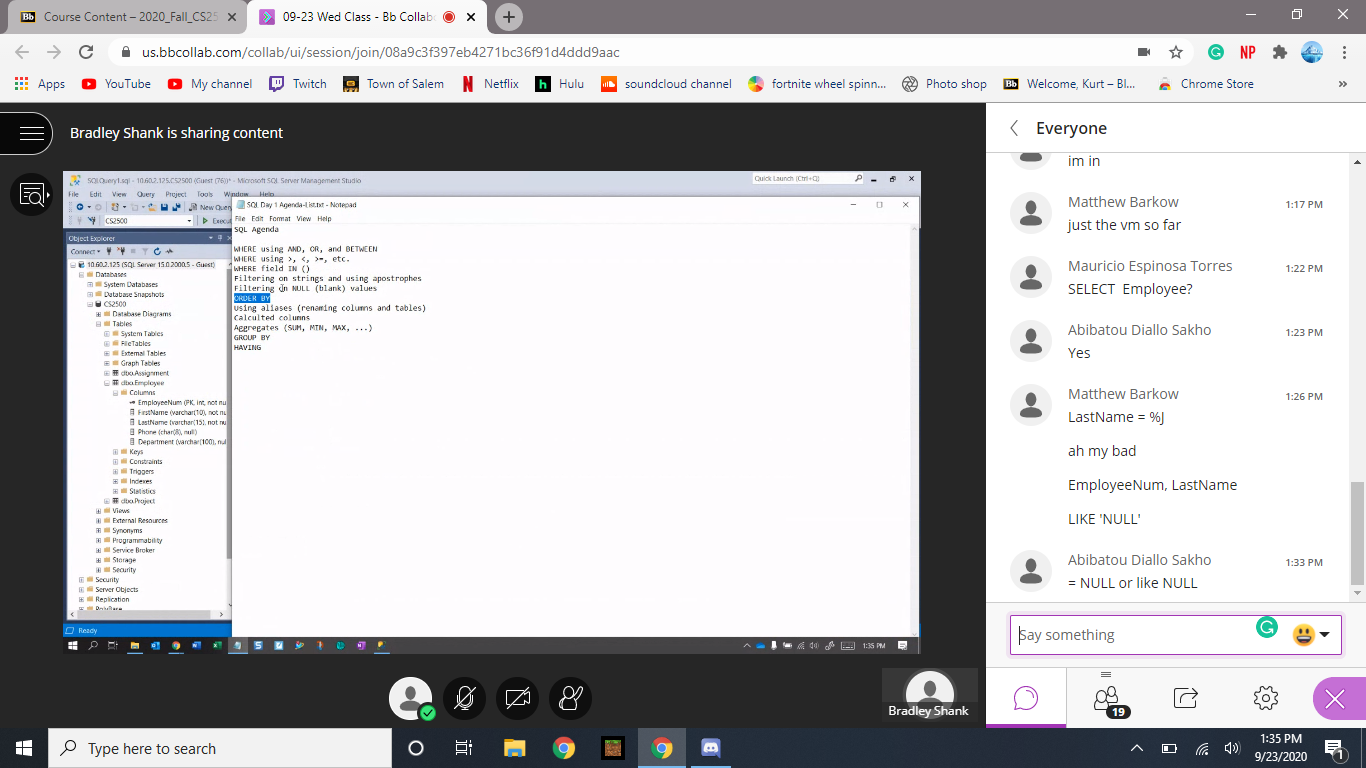 Course Content – 2020_Fall_CS25
09-23 Wed Class - Bb Collabo
us.bbcollab.com/collab/ui/session/join/08a9c3f397eb4271bc36f91d4ddd9aac
NP
Apps
YouTube
My channel
Twitch
Town of Salem
Netflix
Hulu
soundcloud channel
fortnite wheel spinn...
Photo shop
Welcome, Kurt – Bl...
Chrome Store
»
Bradley Shank is sharing content
SQLQuery1.sql - 10.60.2.125.CS2500 (Guest (76))* - Microsoft SQL Server Management Studio
Quick Launch (Ctrl+Q)
File Edit View Query Project Tools Window Help
New Query
CS2500
Execute
Object Explorer
Connect
10.60.2.125 (SQL Server 15.0.2000.5 - Guest)
Databases
System Databases
Database Snapshots
CS2500
Database Diagrams
Tables
System Tables
FileTables
External Tables
Graph Tables
dbo.Assignment
dbo.Employee
Columns
EmployeeNum (PK, int, not nu
FirstName (varchar(10), not nu
LastName (varchar(15), not nu
Phone (char(8), null)
Department (varchar(100), nul
Keys
Constraints
Triggers
Indexes
Statistics
dbo.Project
Views
External Resources
Synonyms
Programmability
Service Broker
Storage
Security
Security
Server Objects
Replication
PolyBase
Ready
SQL Day 1 Agenda-List.txt - Notepad
File Edit Format View Help
SQL Agenda
WHERE using AND, OR, and BETWEEN
WHERE using >, <, >=, etc.
WHERE field IN ()
Filtering on strings and using apostrophes
Filtering on NULL (blank) values
ORDER BY
Using aliases (renaming columns and tables)
Calculted columns
Aggregates (SUM, MIN, MAX, ...)
GROUP BY
HAVING
1:35 PM
Bradley Shank
Everyone
im in
Matthew Barkow 1:17 PM
just the vm so far
Mauricio Espinosa Torres 1:22 PM
SELECT Employee?
Abibatou Diallo Sakho 1:23 PM
Yes
Matthew Barkow 1:26 PM
LastName = %J
ah my bad
EmployeeNum, LastName
LIKE 'NULL'
Abibatou Diallo Sakho 1:33 PM
= NULL or like NULL
Say something
19
Type here to search
1:35 PM
9/23/2020
1